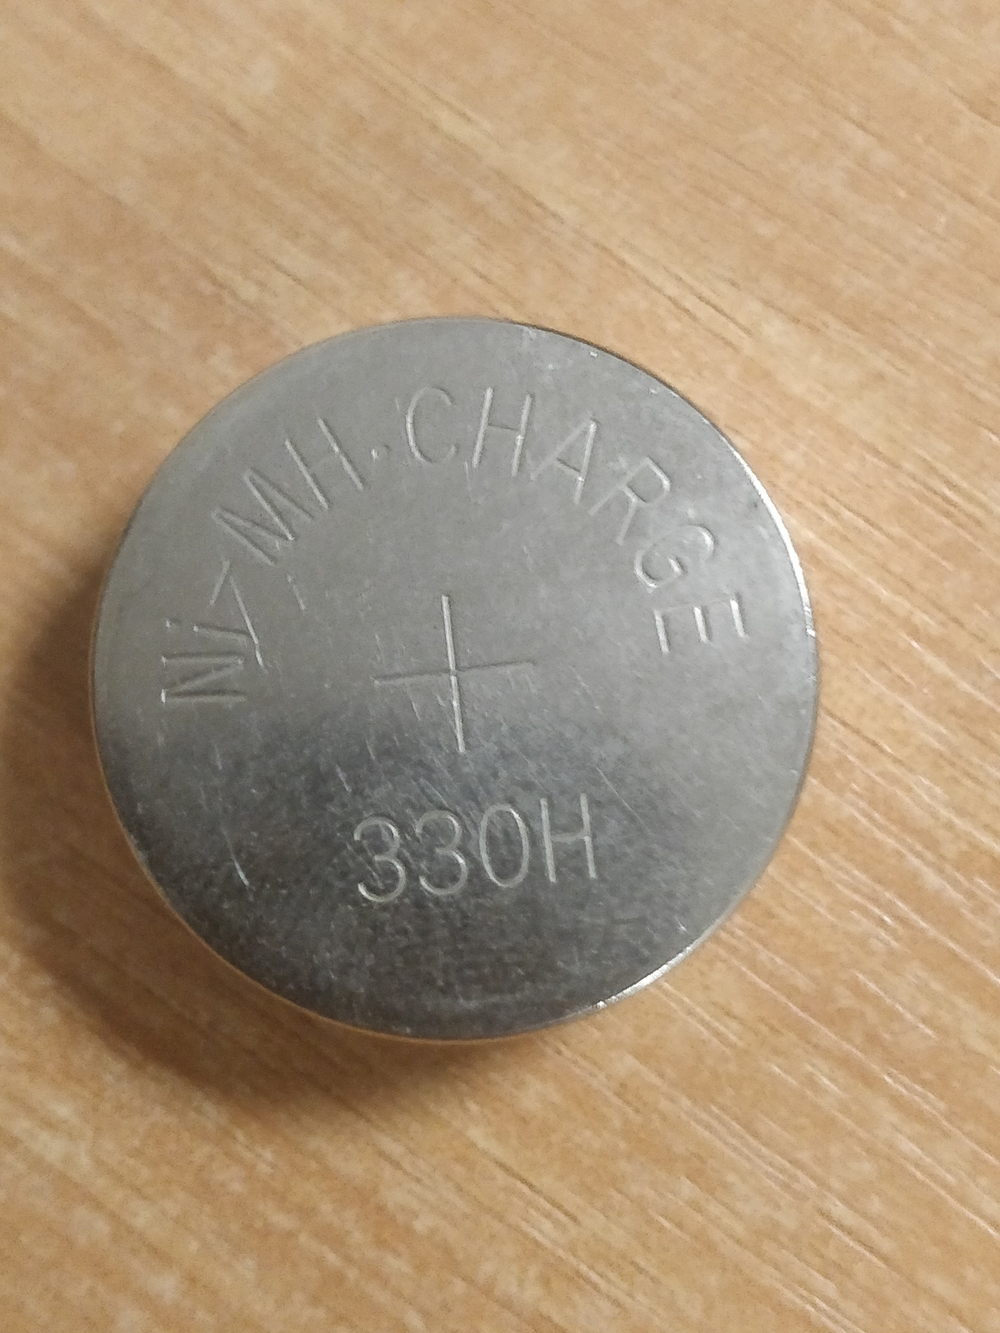 Ni-MH·CHARGE
+
330H